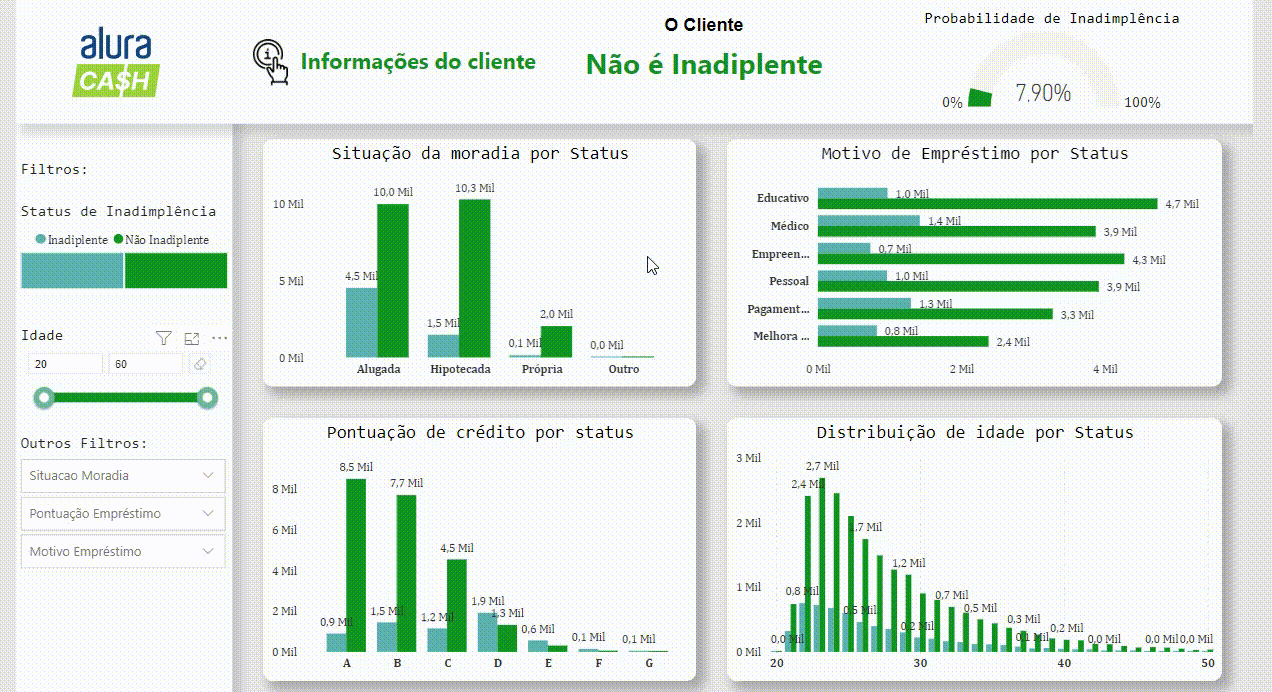 alura
CA$H
Informações do cliente
O Cliente
Não é Inadiplente
Probabilidade de Inadimplência
7,90%
0%
100%
Filtros:
Status de Inadimplência
Inadiplente
Não Inadiplente
Idade
20
60
Outros Filtros:
Situacao Moradia
Pontuação Empréstimo
Motivo Empréstimo
Situação da moradia por Status
10 Mil
5 Mil
0 Mil
4,5 Mil
10,0 Mil
1,5 Mil
10,3 Mil
0,1 Mil
2,0 Mil
0,0 Mil
Alugada
Hipotecada
Própria
Outro
Motivo de Empréstimo por Status
Educativo
1,0 Mil
4,7 Mil
Médico
1,4 Mil
3,9 Mil
Empreen...
0,7 Mil
4,3 Mil
Pessoal
1,0 Mil
3,9 Mil
Pagament...
1,3 Mil
3,3 Mil
Melhora ...
0,8 Mil
2,4 Mil
0 Mil
2 Mil
4 Mil
Pontuação de crédito por status
8 Mil
6 Mil
4 Mil
2 Mil
0 Mil
0,9 Mil
8,5 Mil
1,5 Mil
7,7 Mil
1,2 Mil
4,5 Mil
1,9 Mil
1,3 Mil
0,6 Mil
0,1 Mil
0,1 Mil
A
B
C
D
E
F
G
Distribuição de idade por Status
3 Mil
2 Mil
1 Mil
0 Mil
0,0 Mil
0,8 Mil
2,4 Mil
2,7 Mil
0,5 Mil
1,7 Mil
1,2 Mil
0,2 Mil
0,7 Mil
0,5 Mil
0,3 Mil
0,1 Mil
0,2 Mil
0,0 Mil
0,0 Mil
0,0 Mil
20
30
40
50